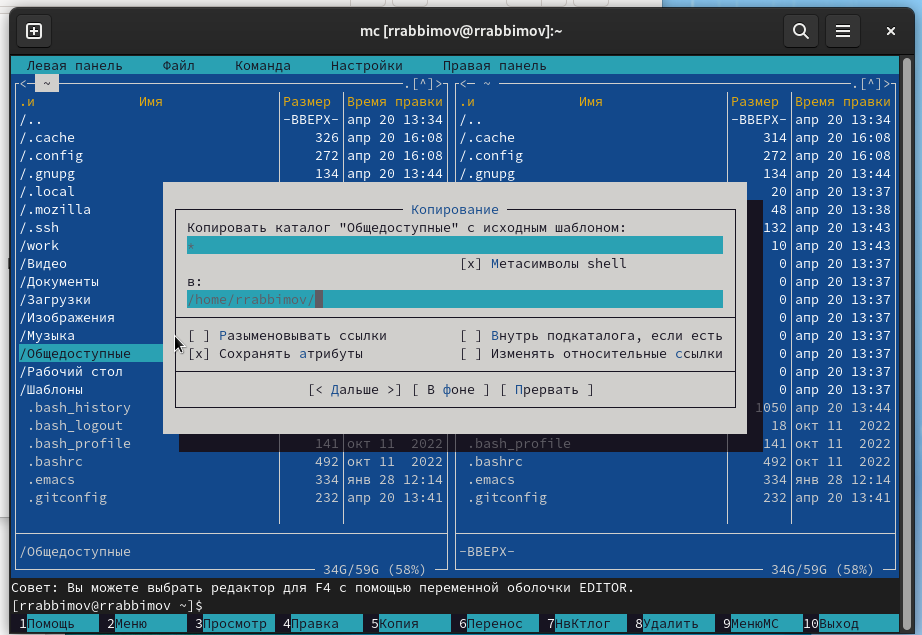 mc [rrabbimov@rrabbimov]:~
Левая панель Файл Команда Настройки Правая панель
<─ ~ .[^]> <─ ~ .[^]>
.и Имя Размер Время правки .и Имя Размер Время правки
/.. -ВВЕРХ- апр 20 13:34 /.. -ВВЕРХ- апр 20 13:34
/.cache 326 апр 20 16:08 /.cache 314 апр 20 16:08
/.config 272 апр 20 16:08 /.config 272 апр 20 16:08
/.gnupg 134 апр 20 13:44 /.gnupg 134 апр 20 13:44
/.local 20 апр 20 13:37
/.mozilla Копирование 48 апр 20 13:38
/.ssh Копировать каталог "Общедоступные" с исходным шаблоном: 132 апр 20 13:43
/work * 10 апр 20 13:43
/Видео [x] Метасимволы shell 0 апр 20 13:37
/Документы в: 0 апр 20 13:37
/Загрузки /home/rrabbimov/ 0 апр 20 13:37
/Изображения 0 апр 20 13:37
/Музыка [ ] Разыменовывать ссылки [ ] Внутрь подкаталога, если есть 0 апр 20 13:37
/Общедоступные [x] Сохранять атрибуты [ ] Изменять относительные ссылки 0 апр 20 13:37
/Рабочий стол 0 апр 20 13:37
/Шаблоны [< Дальше >] [ В фоне ] [ Прервать ] 0 апр 20 13:37
.bash_history 1050 апр 20 13:44
.bash_logout 18 окт 11 2022
.bash_profile 141 окт 11 2022 .bash_profile 141 окт 11 2022
.bashrc 492 окт 11 2022 .bashrc 492 окт 11 2022
.emacs 334 янв 28 12:14 .emacs 334 янв 28 12:14
.gitconfig 232 апр 20 13:41 .gitconfig 232 апр 20 13:41
/Общедоступные -ВВЕРХ-
34G/59G (58%) 34G/59G (58%)
Совет: Вы можете выбрать редактор для F4 с помощью переменной оболочки EDITOR.
[rrabbimov@rrabbimov ~]$
1Помощь 2Меню 3Просмотр 4Правка 5Копия 6Перенос 7НвКтлог 8Удалить 9МенюМС 10Выход